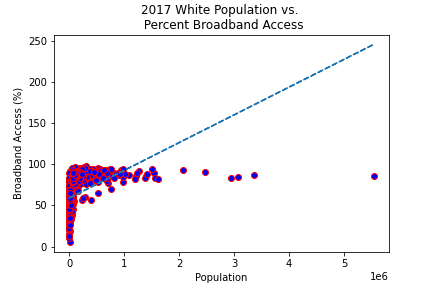 2017 White Population vs.
Percent Broadband Access
Broadband Access (%)
250
200
150
100
50
0
0 1 2 3 4 5
1e6
Population